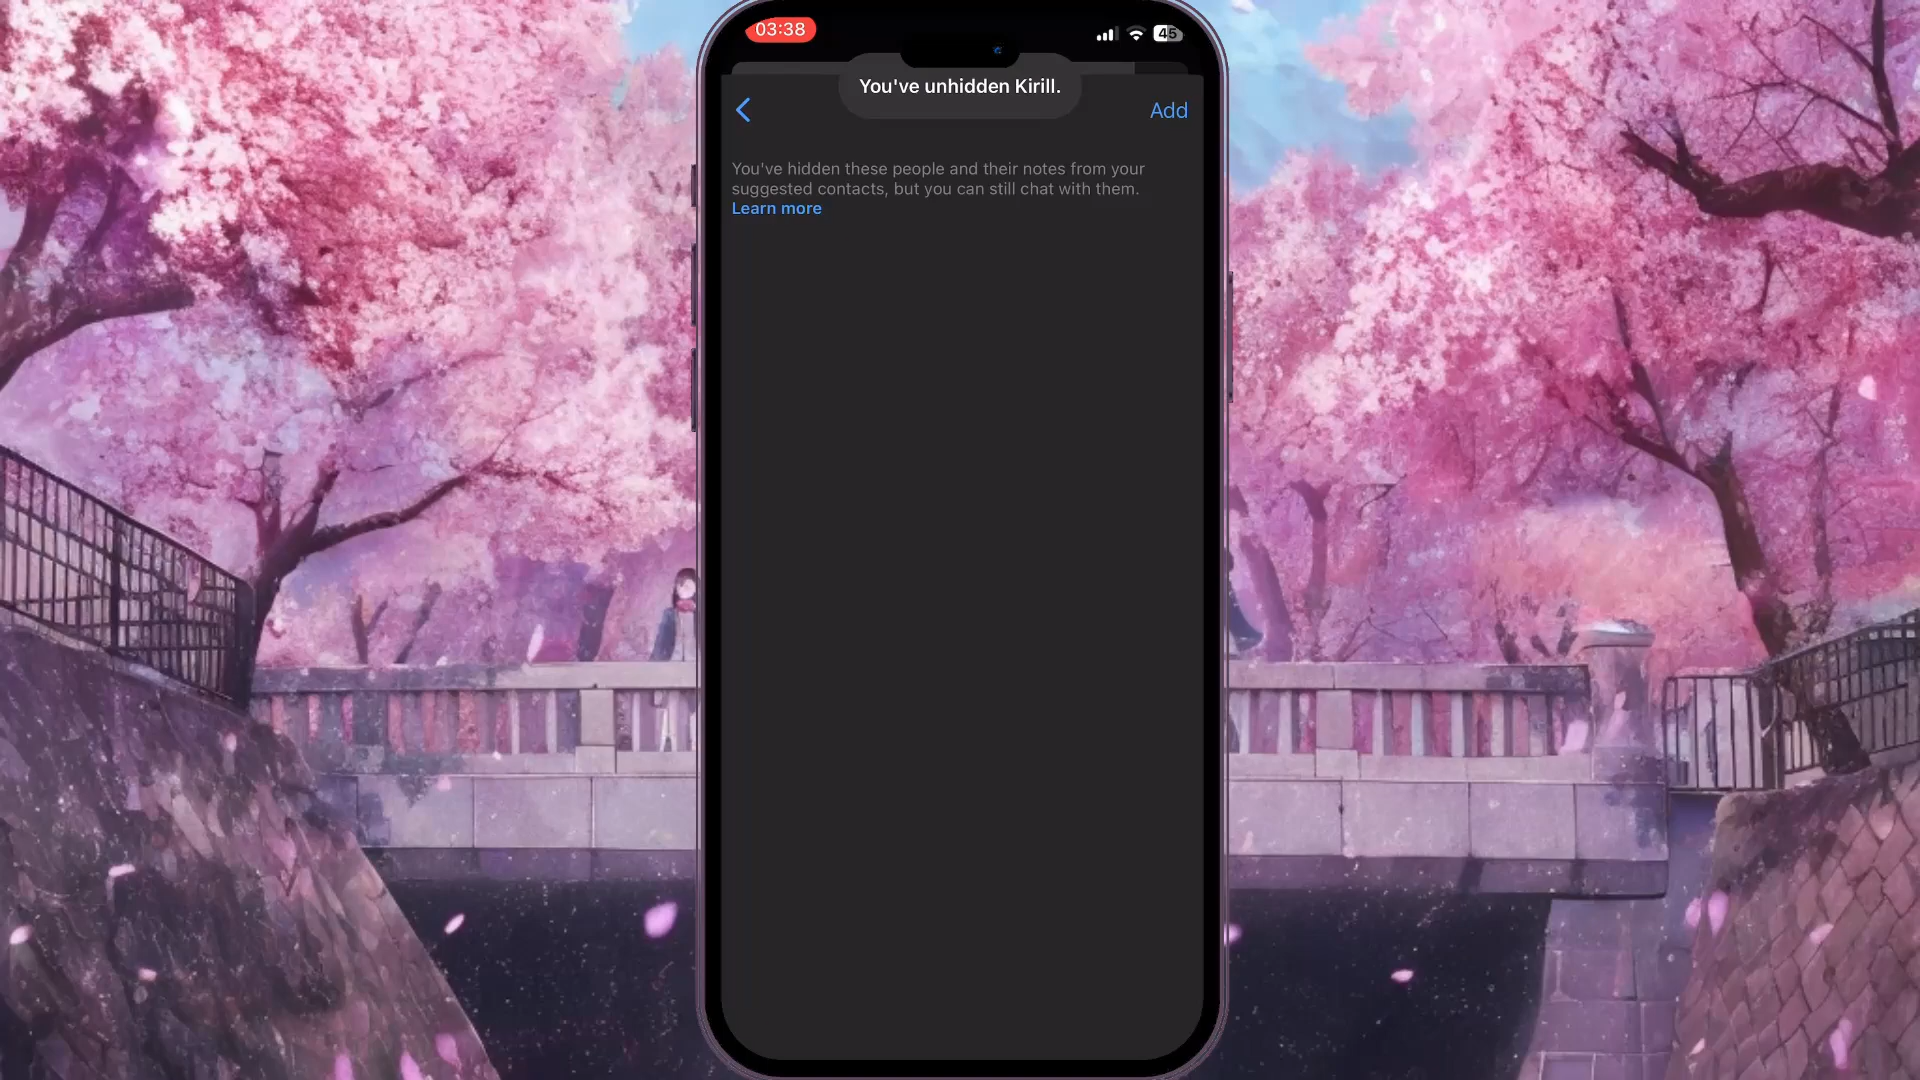 03:38
45
You've unhidden Kirill.
Add
You've hidden these people and their notes from your
suggested contacts, but you can still chat with them.
Learn more